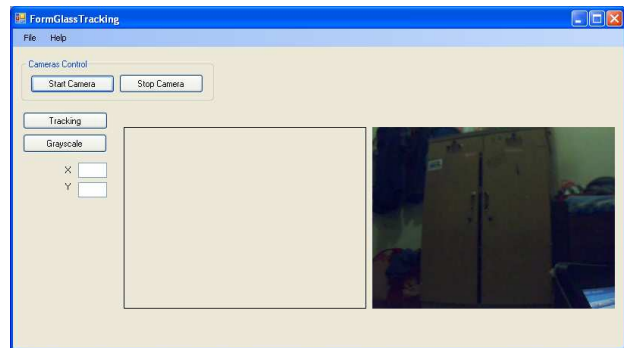 FormGlassTracking
File Help
Cameras Control
Start Camera Stop Camera
Tracking
Grayscale
X
Y